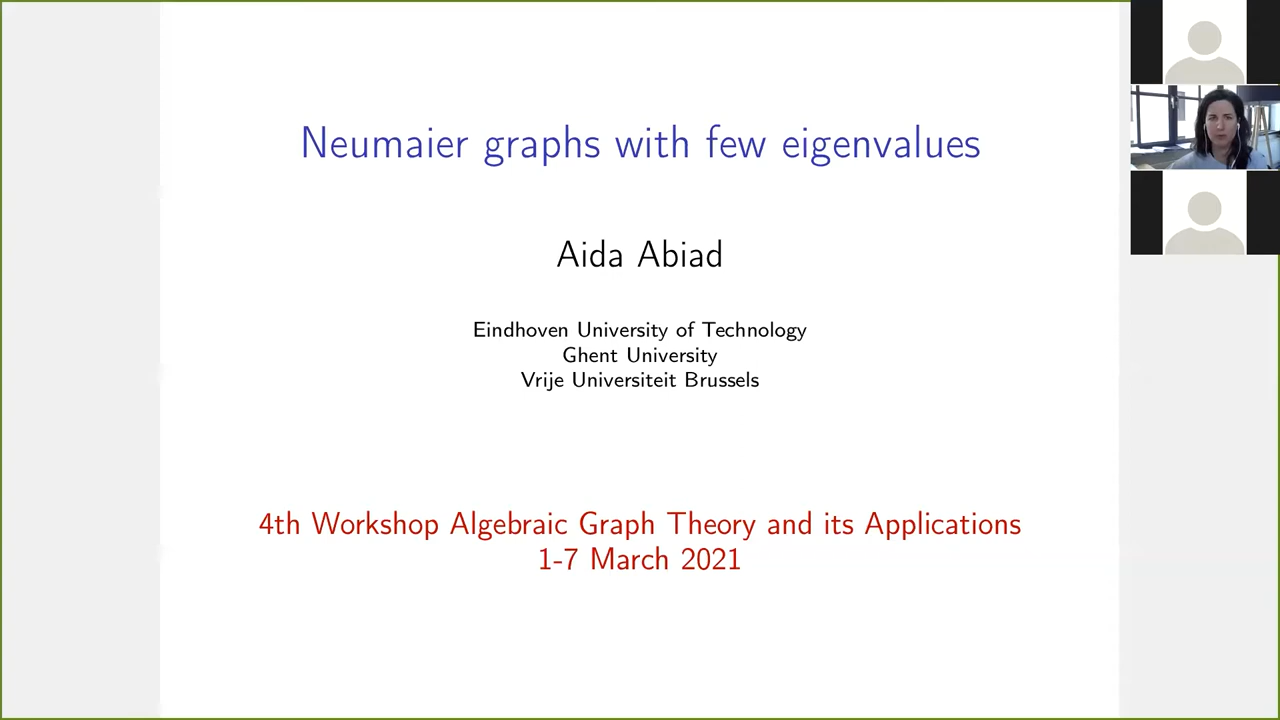 Neumaier graphs with few eigenvalues
Aida Abiad
Eindhoven University of Technology
Ghent University
Vrije Universiteit Brussels
4th Workshop Algebraic Graph Theory and its Applications
1-7 March 2021